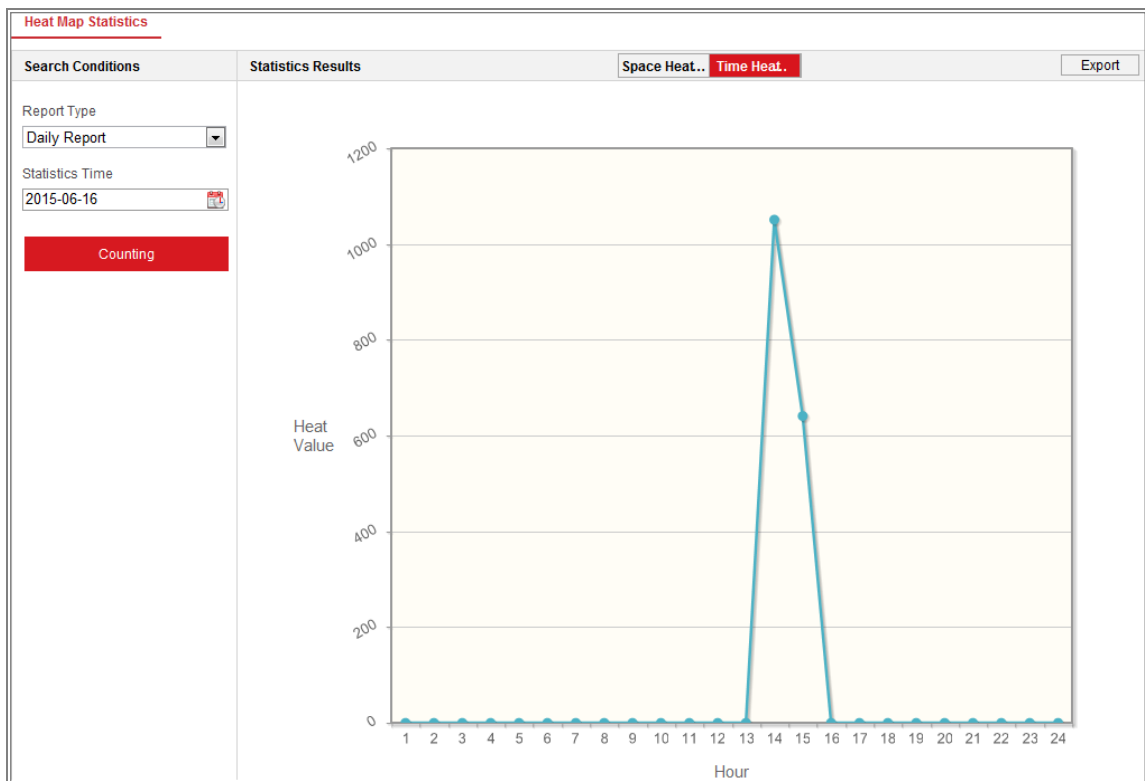 Heat Map Statistics
Search Conditions
Statistics Results
Space Heat...
Time Heat..
Export
Report Type
Daily Report
Statistics Time
2015-06-16
Counting
1200
1000
800
600
400
200
0
Heat
Value
1 2 3 4 5 6 7 8 9 10 11 12 13 14 15 16 17 18 19 20 21 22 23 24
Hour